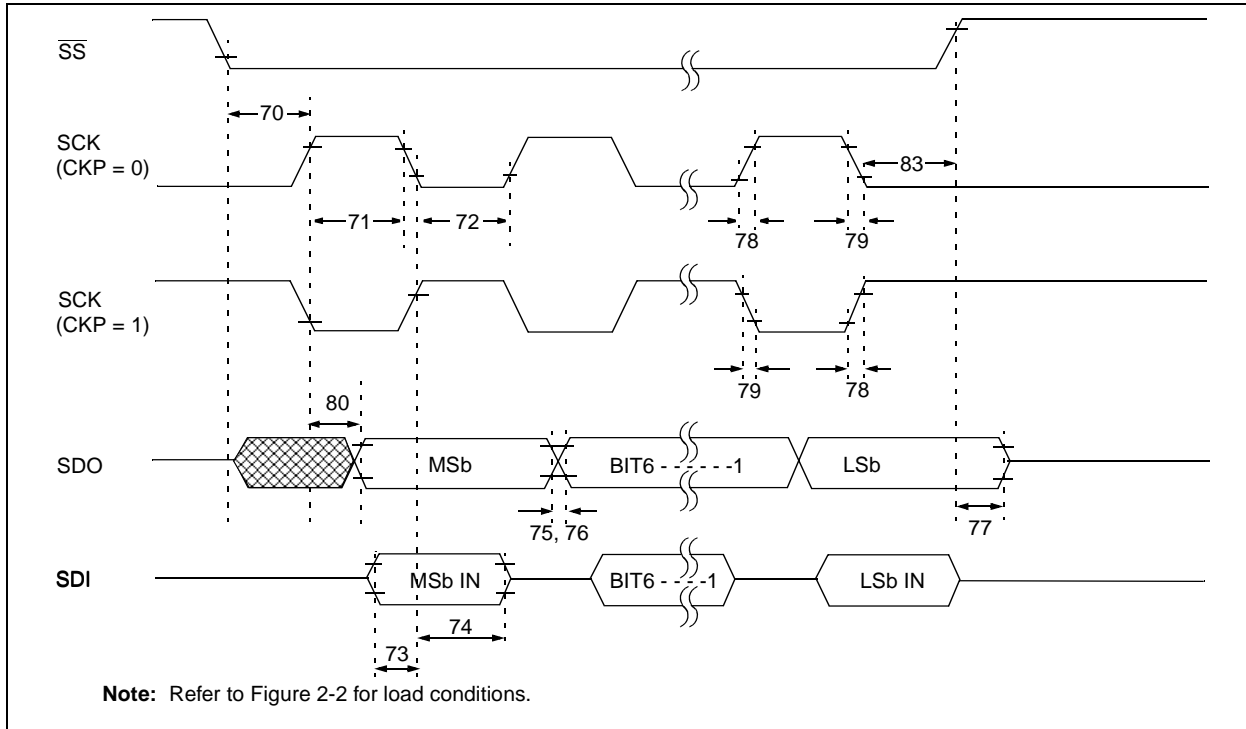 SS
70
SCK
(CKP = 0)
83
71
72
78
79
SCK
(CKP = 1)
79
78
80
SDO
MSb
BIT6 - - - - - -1
LSb
75, 76
77
SDI
MSb IN
BIT6 - - - -1
LSb IN
74
73
Note: Refer to Figure 2-2 for load conditions.